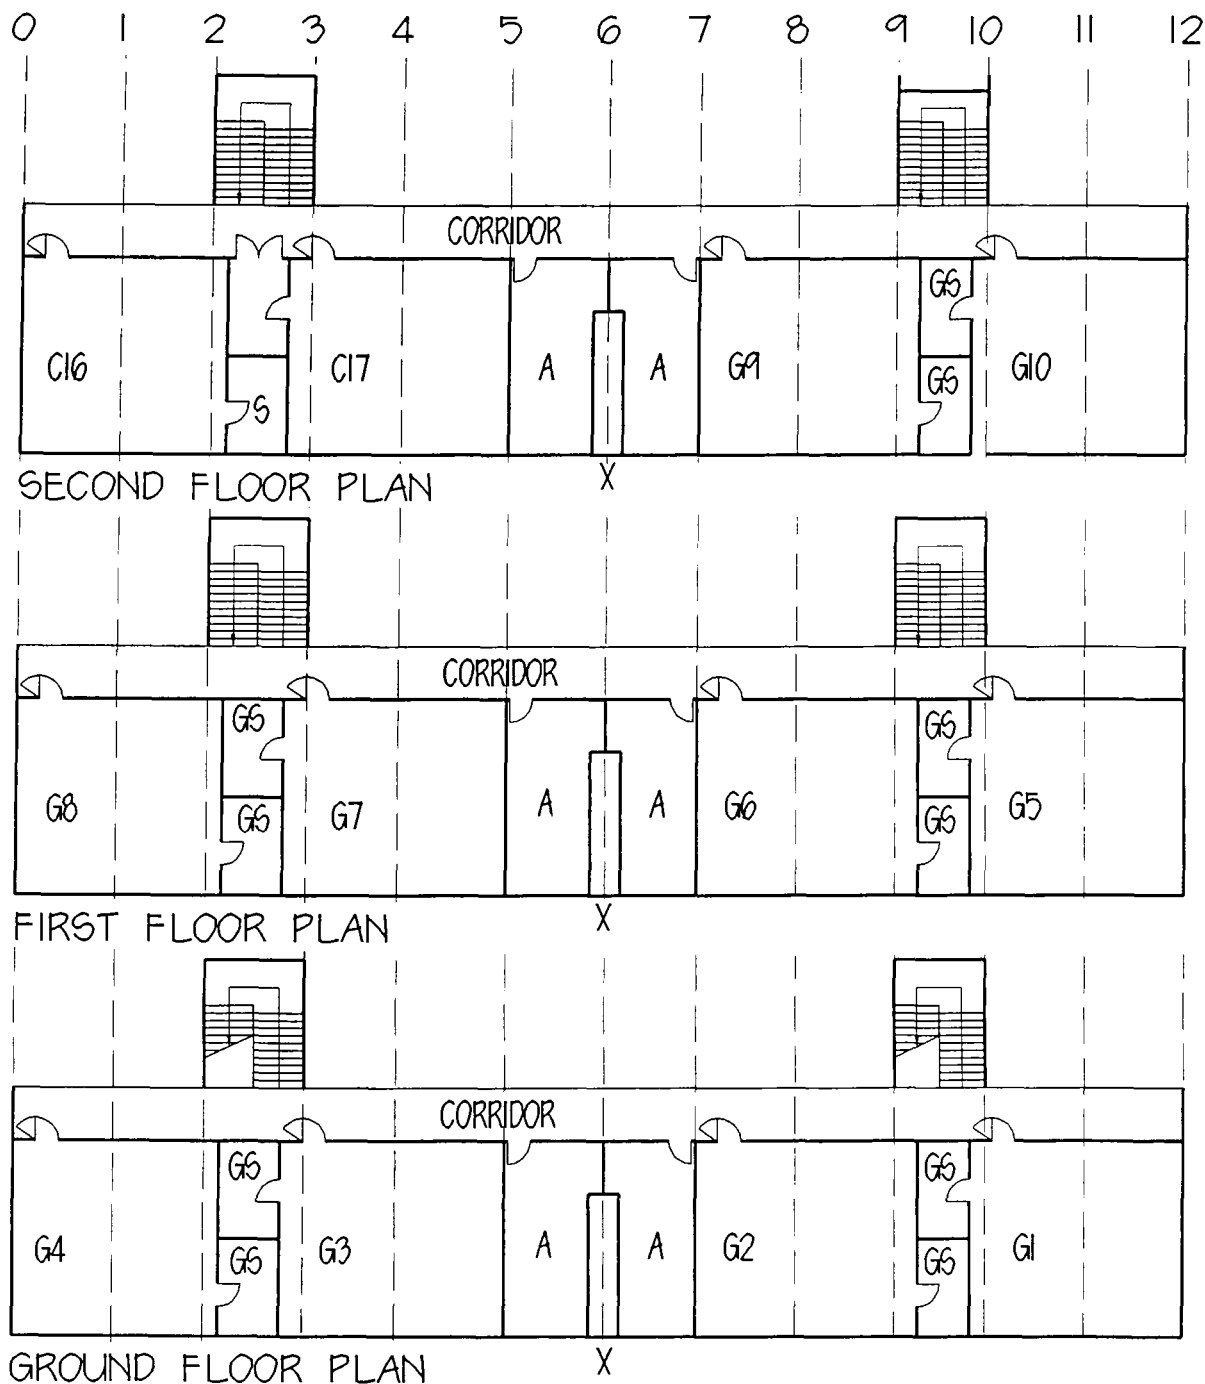 0 1 2 3 4 5 6 7 8 9 10 11 12
CORRIDOR
GS
C16 C17 A A G9 GS G10
S
SECOND FLOOR PLAN X
CORRIDOR
GS GS
G8 GS G7 A A G6 GS G5
FIRST FLOOR PLAN X
CORRIDOR
GS GS
G4 GS G3 A A G2 GS G1
GROUND FLOOR PLAN X